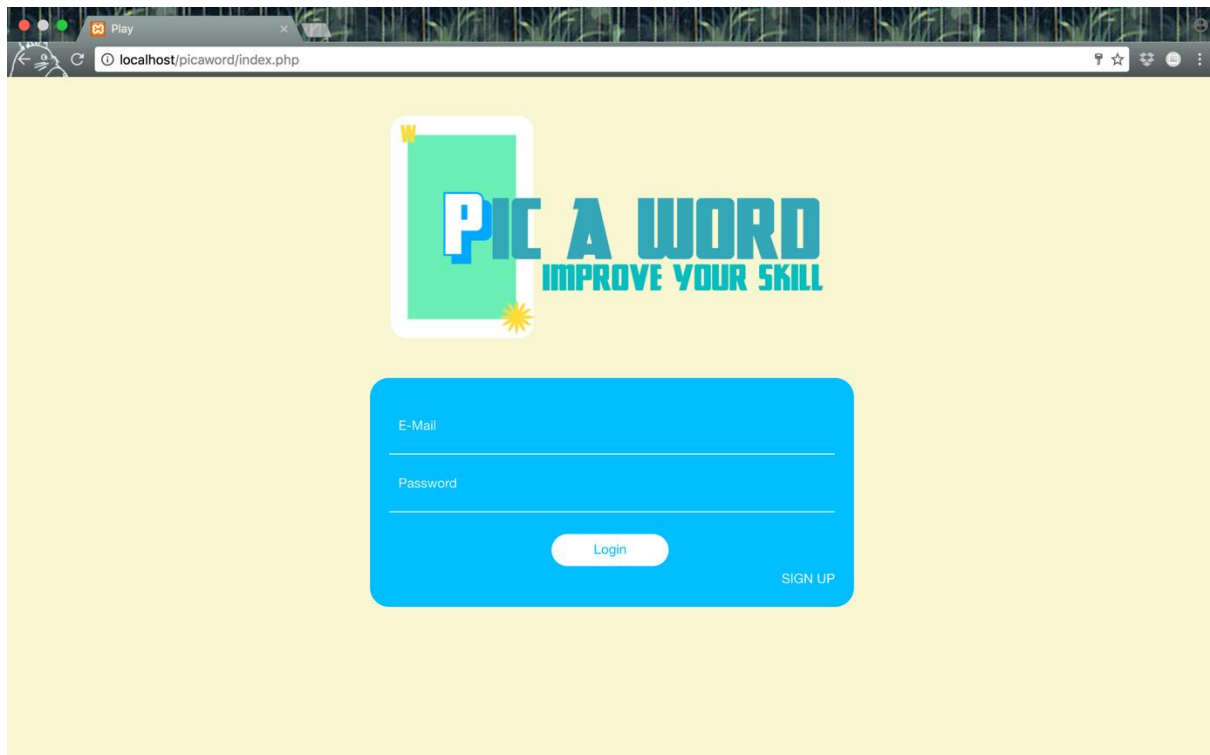 Play
localhost/picaword/index.php
W
PIC A WORD
IMPROVE YOUR SKILL
E-Mail
Password
Login
SIGN UP